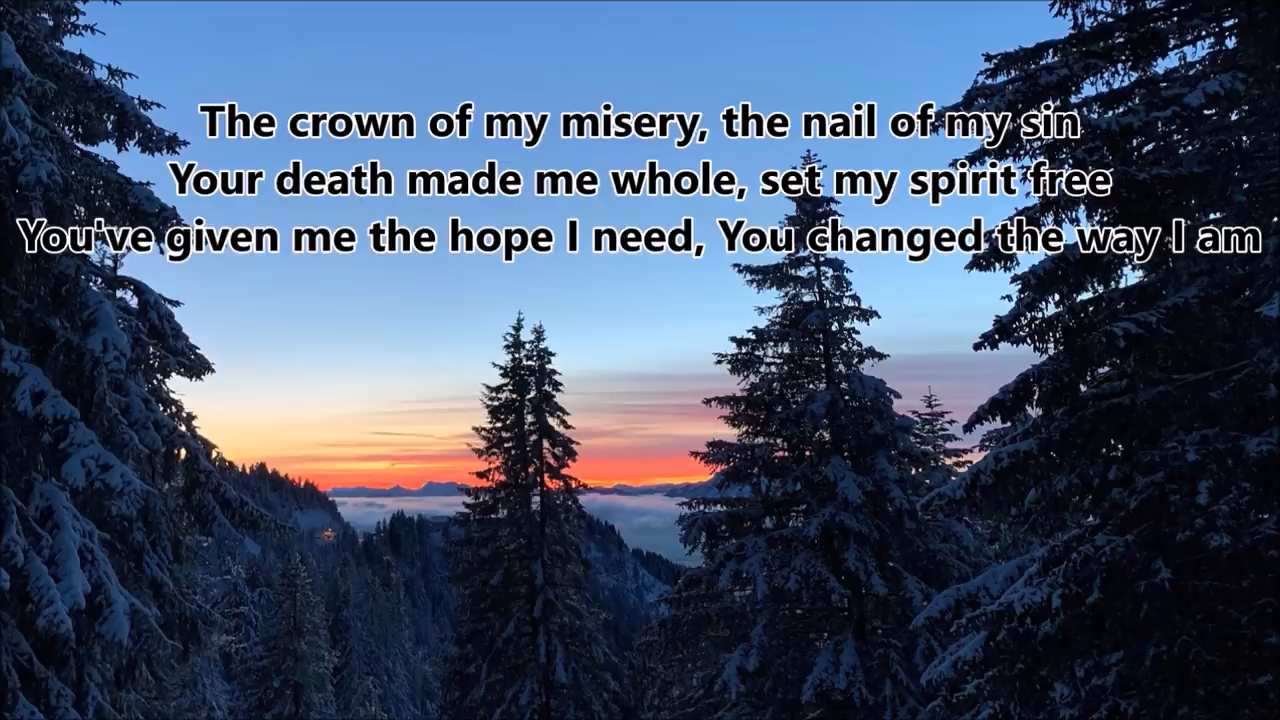 The crown of my misery, the nail of my sin
Your death made me whole, set my spirit free
You've given me the hope I need, You changed the way I am